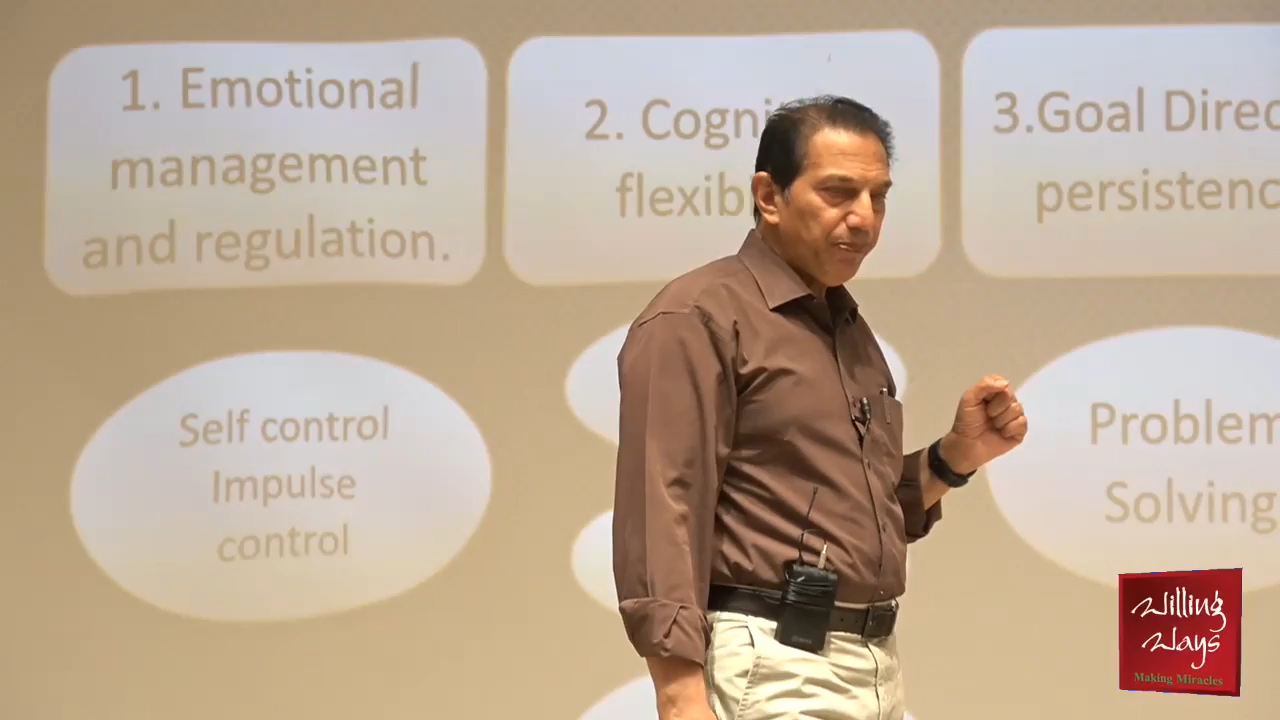 1. Emotional
management
and regulation.
2. Cogni
flexib
3.Goal Direc
persistenc
Self control
Impulse
control
Problem
Solving
Willing
Ways
Making Miracles